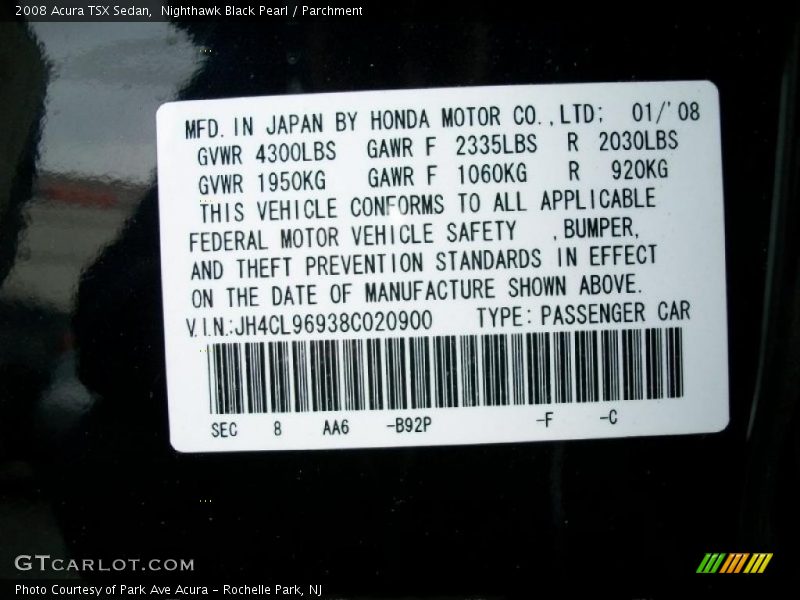 2008 Acura TSX Sedan,  Nighthawk Black Pearl / Parchment
MFD. IN JAPAN BY HONDA MOTOR CO., LTD; 01/'08
GVWR 4300LBS GAWR F 2335LBS R 2030LBS
GVWR 1950KG GAWR F 1060KG R 920KG
THIS VEHICLE CONFORMS TO ALL APPLICABLE
FEDERAL MOTOR VEHICLE SAFETY ,BUMPER,
AND THEFT PREVENTION STANDARDS IN EFFECT
ON THE DATE OF MANUFACTURE SHOWN ABOVE.
V.I.N.:JH4CL96938C020900 TYPE: PASSENGER CAR
SEC 8 AA6 -B92P -F -C
GTCARLOT.COM
Photo Courtesy of Park Ave Acura - Rochelle Park, NJ